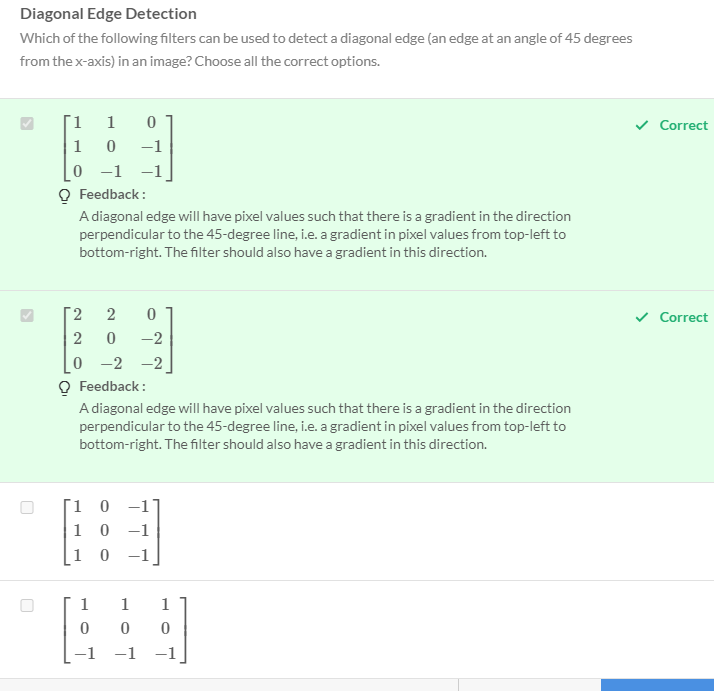 Diagonal Edge Detection
Which of the following filters can be used to detect a diagonal edge (an edge at an angle of 45 degrees
from the x-axis) in an image? Choose all the correct options.
1 1 0
Correct
1 0 −1
0 −1 −1
Feedback :
A diagonal edge will have pixel values such that there is a gradient in the direction
perpendicular to the 45-degree line, i.e. a gradient in pixel values from top-left to
bottom-right. The filter should also have a gradient in this direction.
2 2 0
Correct
2 0 −2
0 −2 −2
Feedback :
A diagonal edge will have pixel values such that there is a gradient in the direction
perpendicular to the 45-degree line, i.e. a gradient in pixel values from top-left to
bottom-right. The filter should also have a gradient in this direction.
1 0 −1
1 0 −1
1 0 −1
1 1 1
0 0 0
−1 −1 −1